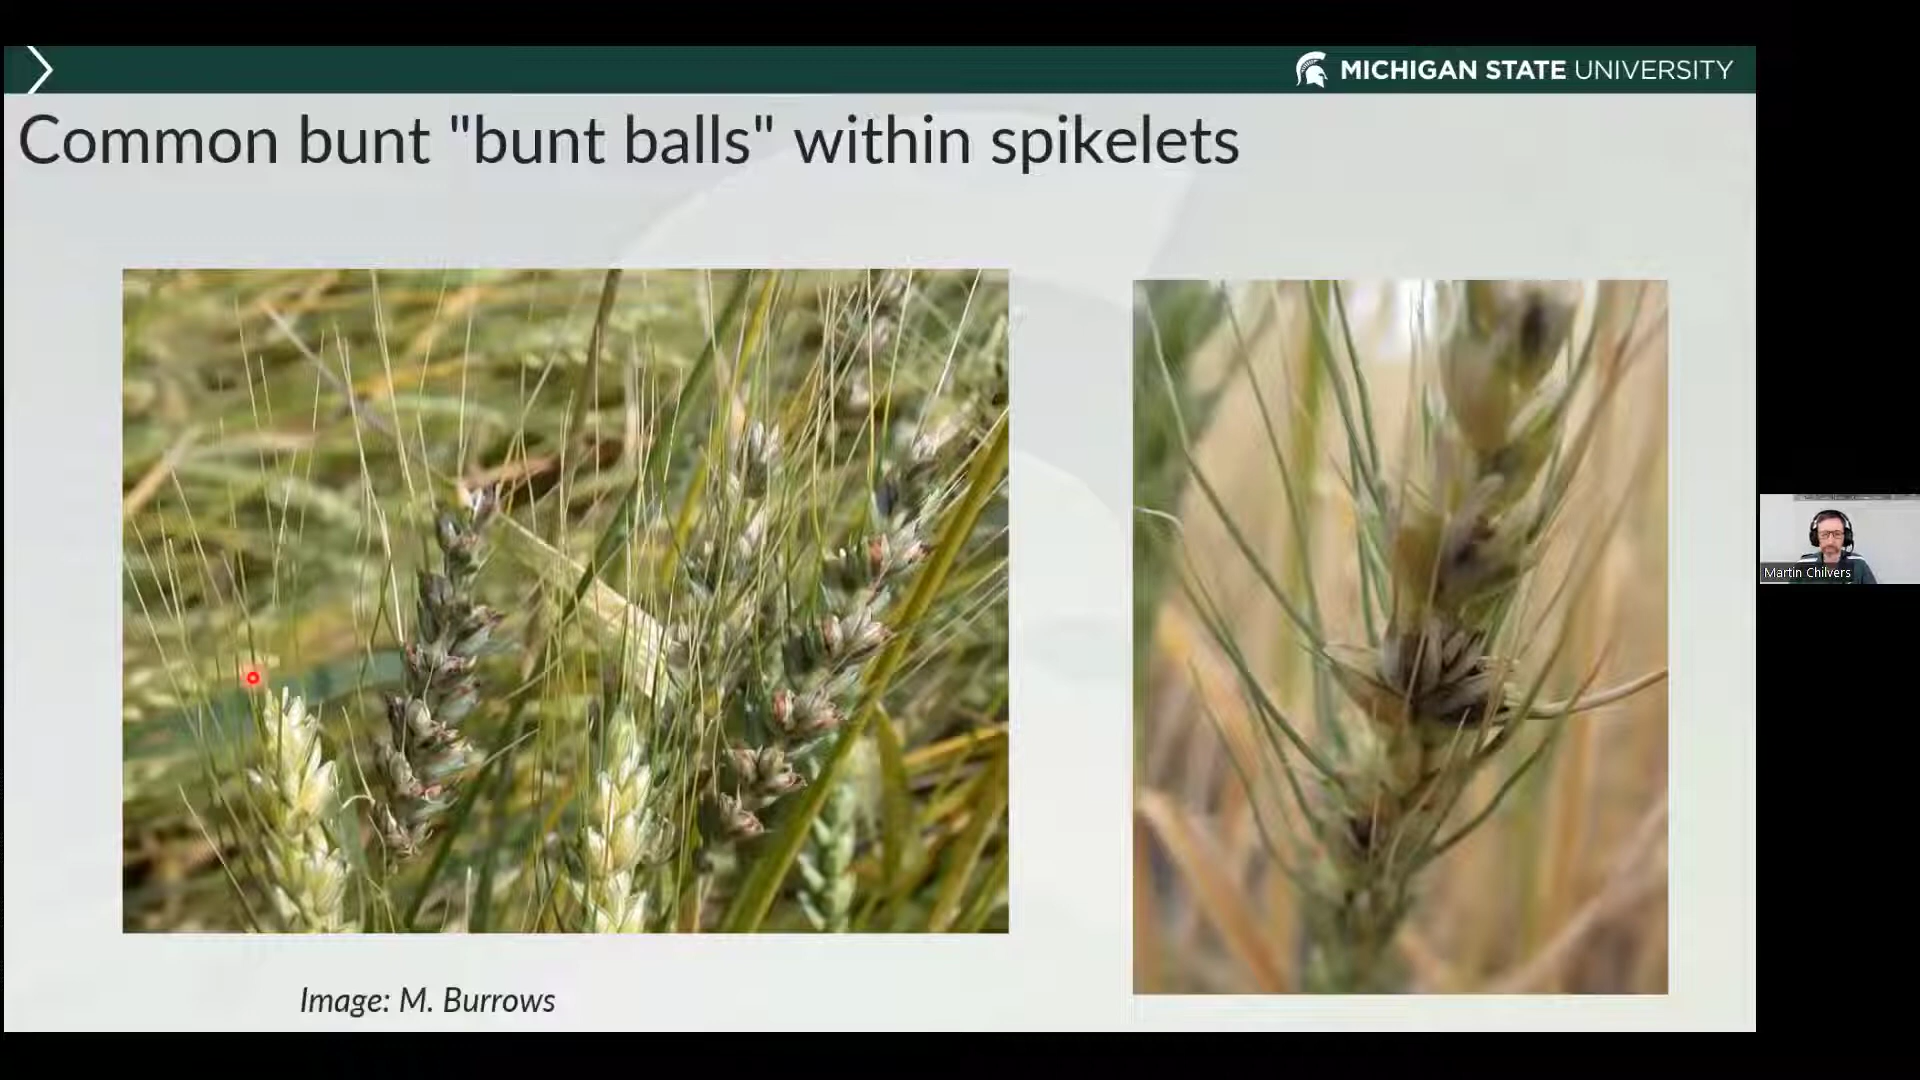 MICHIGAN STATE UNIVERSITY
Common bunt "bunt balls" within spikelets
Image: M. Burrows
Martin Chilvers